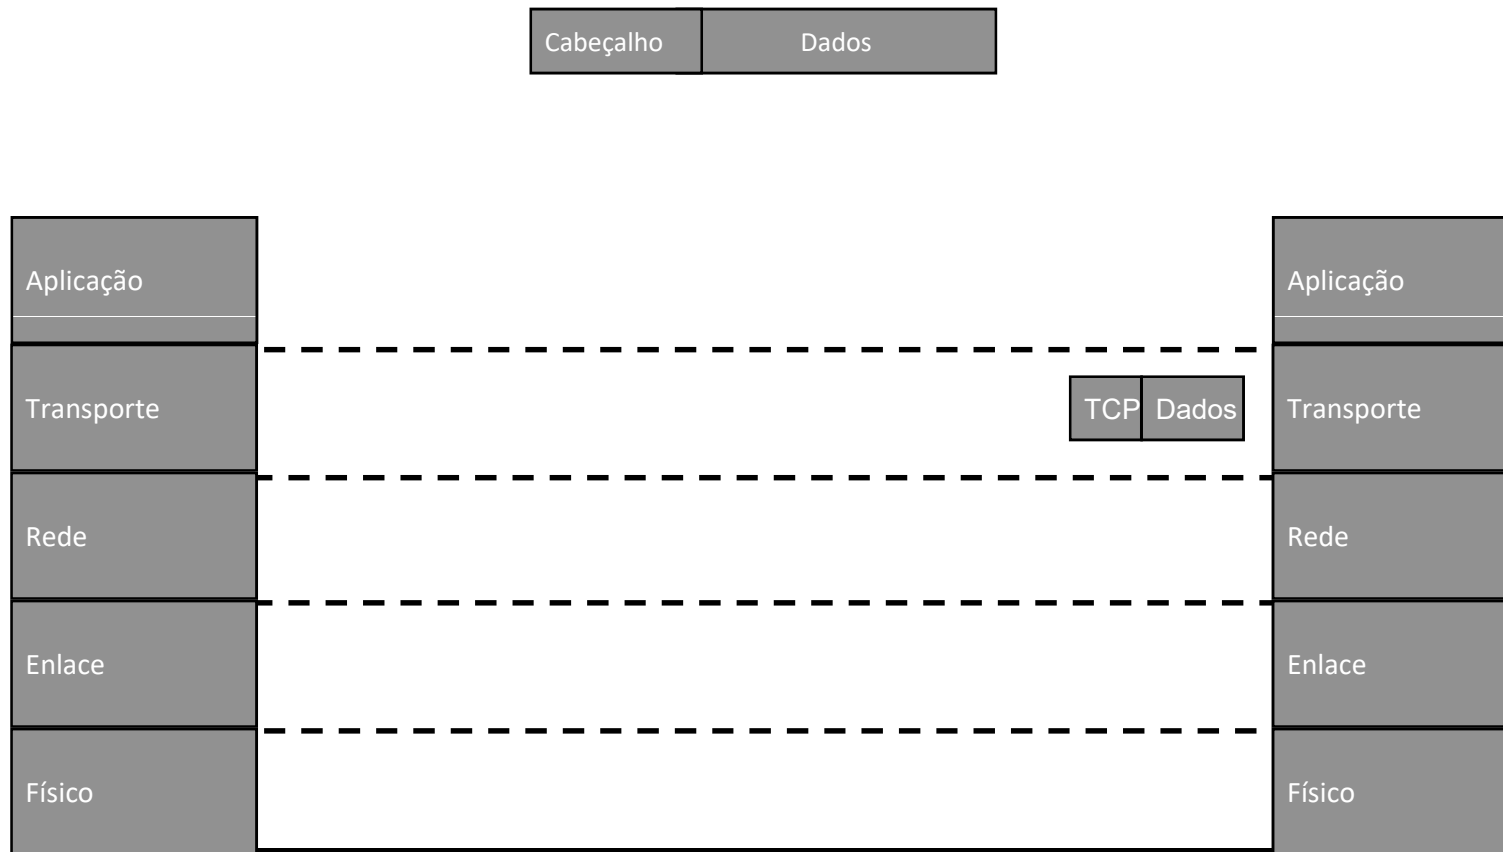 Cabeçalho Dados
Aplicação Aplicação
Transporte TCP Dados Transporte
Rede Rede
Enlace Enlace
Físico Físico